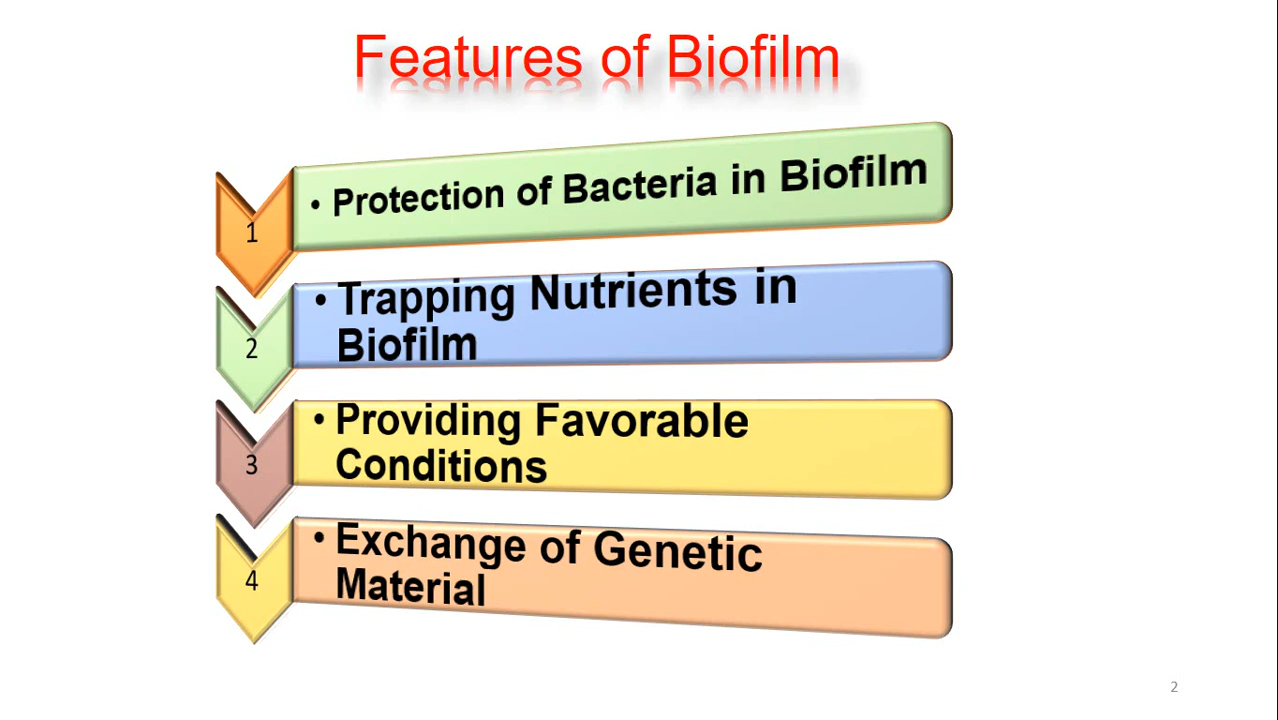 Features of Biofilm
1
• Protection of Bacteria in Biofilm
2
• Trapping Nutrients in
Biofilm
3
• Providing Favorable
Conditions
4
• Exchange of Genetic
Material
2